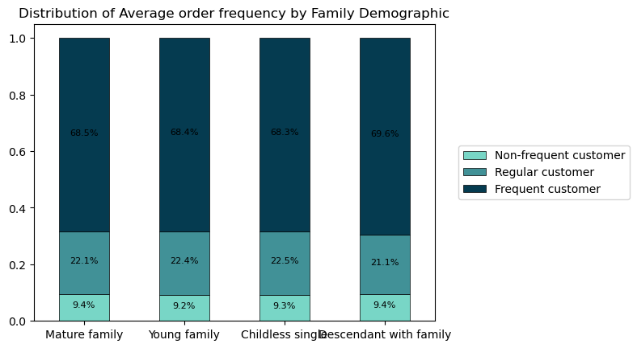 Distribution of Average order frequency by Family Demographic
1.0
0.8
0.6
0.4
0.2
0.0
68.5%
68.4%
68.3%
69.6%
22.1%
22.4%
22.5%
21.1%
9.4%
9.2%
9.3%
9.4%
Mature family
Young family
Childless single
Descendant with family
Non-frequent customer
Regular customer
Frequent customer